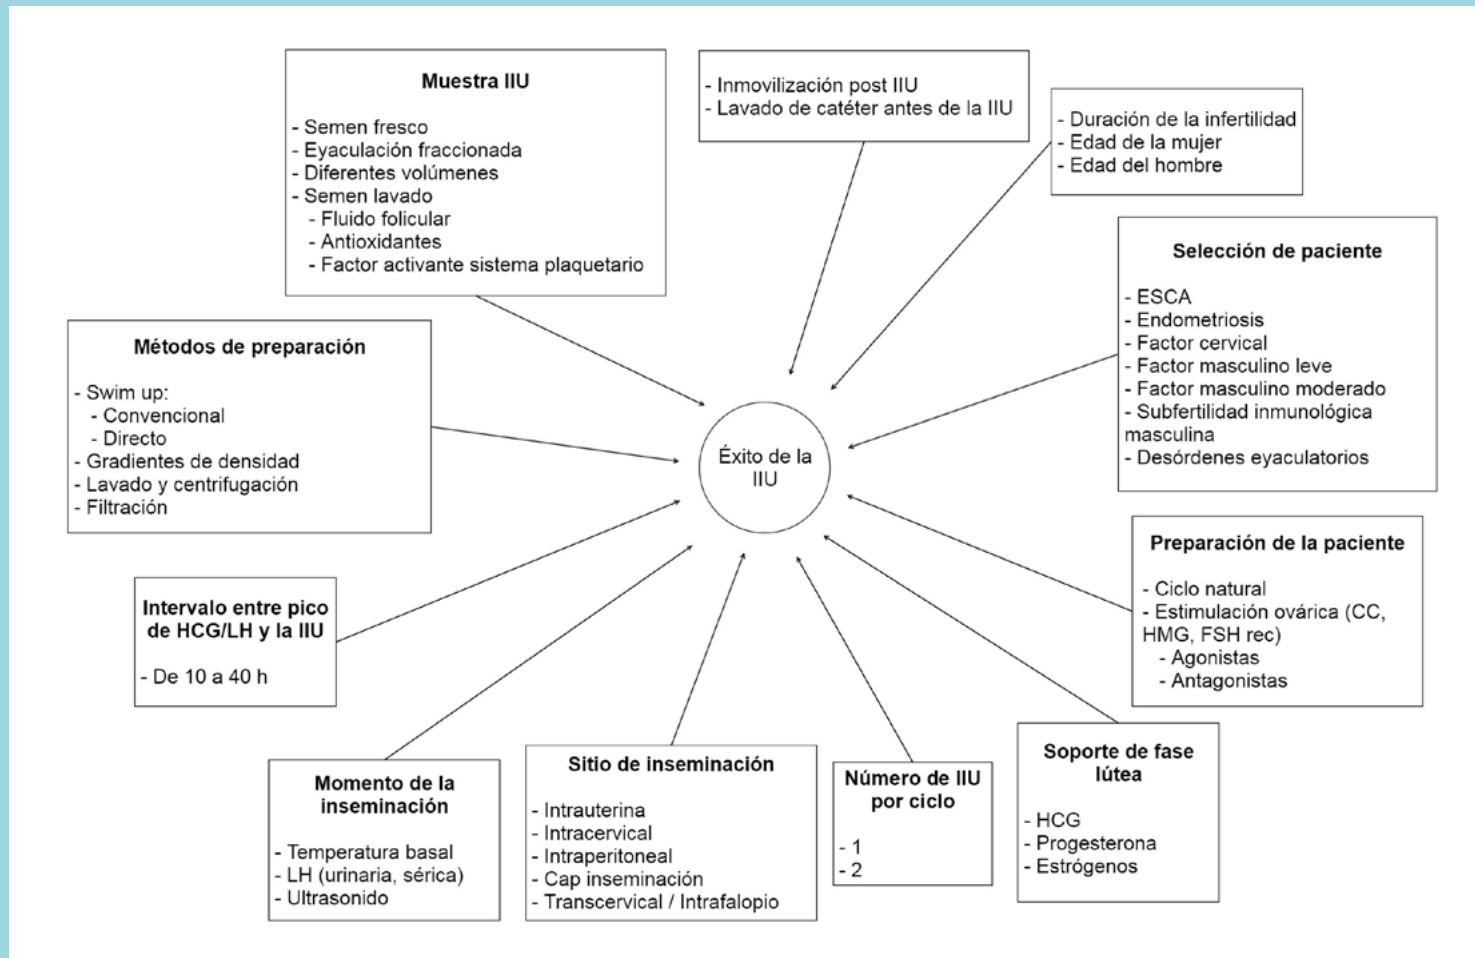 Muestra IIU
- Semen fresco
- Eyaculación fraccionada
- Diferentes volúmenes
- Semen lavado
- Fluido folicular
- Antioxidantes
- Factor activante sistema plaquetario
- Inmovilización post IIU
- Lavado de catéter antes de la IIU
- Duración de la infertilidad
- Edad de la mujer
- Edad del hombre
Selección de paciente
- ESCA
- Endometriosis
- Factor cervical
- Factor masculino leve
- Factor masculino moderado
- Subfertilidad inmunológica
masculina
- Desórdenes eyaculatorios
Métodos de preparación
- Swim up:
- Convencional
- Directo
- Gradientes de densidad
- Lavado y centrifugación
- Filtración
Éxito de la
IIU
Preparación de la paciente
- Ciclo natural
- Estimulación ovárica (CC,
HMG, FSH rec)
- Agonistas
- Antagonistas
Intervalo entre pico
de HCG/LH y la IIU
- De 10 a 40 h
Momento de la
inseminación
- Temperatura basal
- LH (urinaria, sérica)
- Ultrasonido
Sitio de inseminación
- Intrauterina
- Intracervical
- Intraperitoneal
- Cap inseminación
- Transcervical / Intrafalopio
Número de IIU
por ciclo
- 1
- 2
Soporte de fase
lútea
- HCG
- Progesterona
- Estrógenos